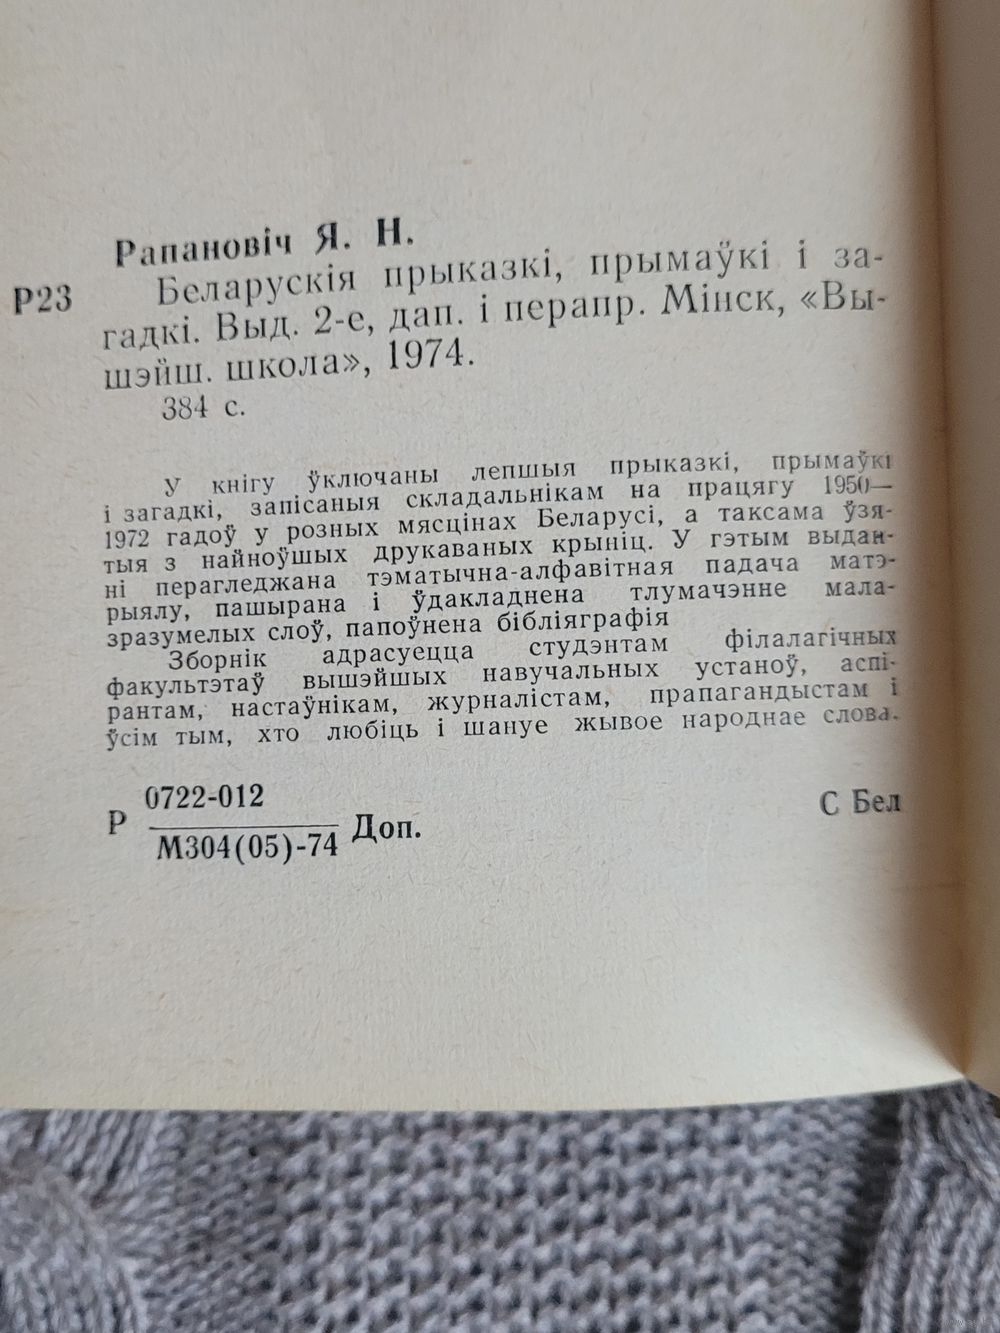 Рапановіч Я. Н.
Р23 Беларускія прыказкі, прымаўкі і за-
гадкі. Выд. 2-е, дап. і перапр. Мінск, «Вы-
шэйш. школа», 1974.
384 с.
У кнігу ўключаны лепшыя прыказкі, прымаўкі
і загадкі, запісаныя складальнікам на працягу 1950—
1972 гадоў у розных мясцінах Беларусі, а таксама ўзя-
тыя з найноўшых друкаваных крыніц. У гэтым выдан-
ні перагледжана тэматычна-алфавітная падача матэ-
рыялу, пашырана і ўдакладнена тлумачэнне мала-
зразумелых слоў, папоўнена бібліяграфія
Зборнік адрасуецца студэнтам філалагічных
факультэтаў вышэйшых навучальных устаноў, аспі-
рантам, настаўнікам, журналістам, прапагандыстам і
ўсім тым, хто любіць і шануе жывое народнае слова.
Р 0722-012
М304(05)-74 Доп.
С Бел